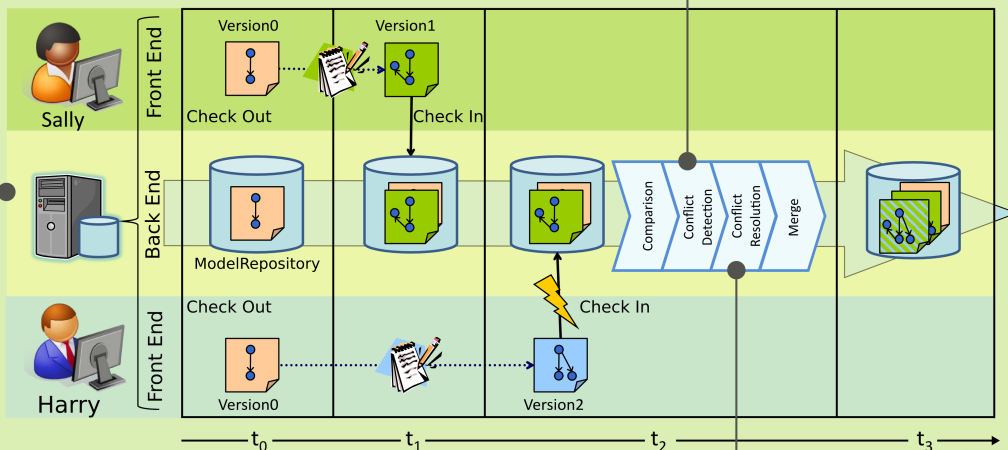 Version0
Version1
Front End
Sally
Check Out
Check In
Back End
ModelRepository
Comparison
Conflict
Detection
Conflict
Resolution
Merge
Check Out
Check In
Front End
Harry
Version0
Version2
t0
t1
t2
t3